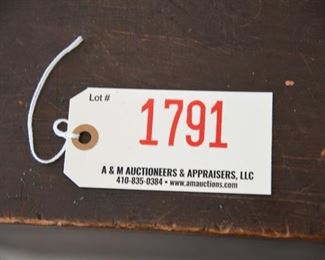 Lot #
1791
A & M AUCTIONEERS & APPRAISERS, LLC
410-835-0384 • www.amauctions.com